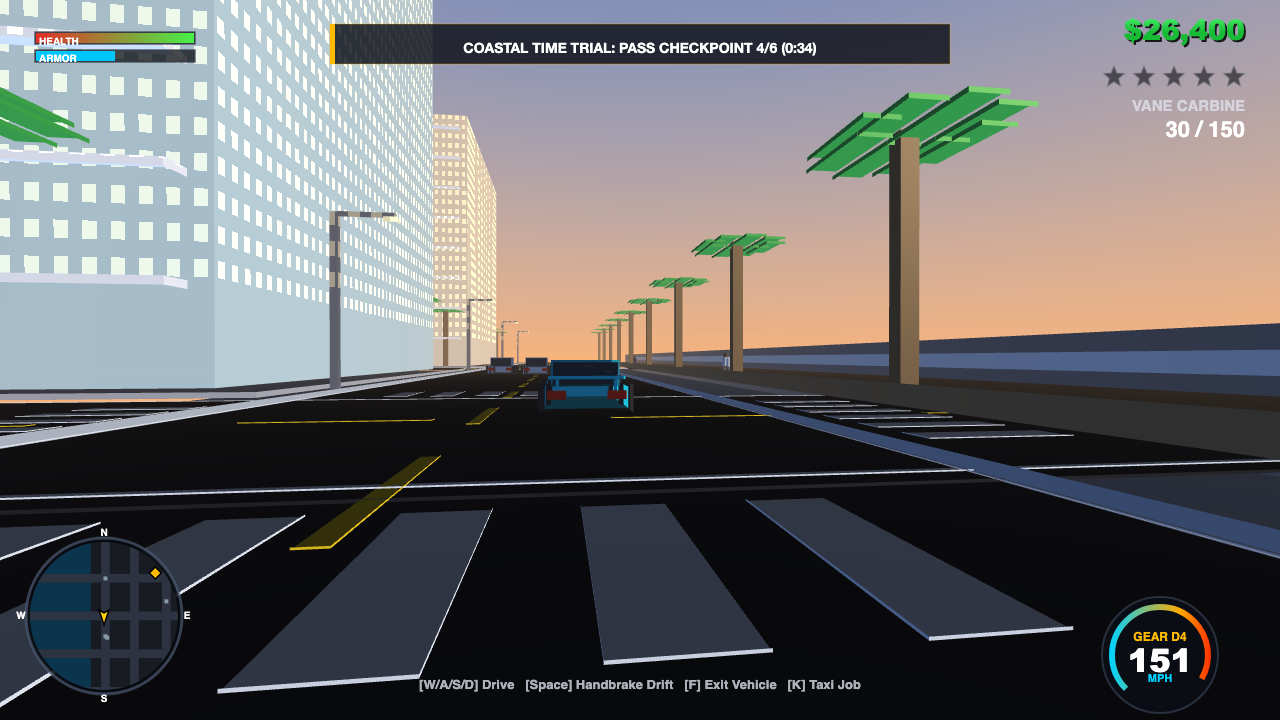 HEALTH
ARMOR
COASTAL TIME TRIAL: PASS CHECKPOINT 4/6 (0:34)
$26,400
VANE CARBINE
30 / 150
N
W
E
S
[W/A/S/D] Drive [Space] Handbrake Drift [F] Exit Vehicle [K] Taxi Job
GEAR D4
151
MPH